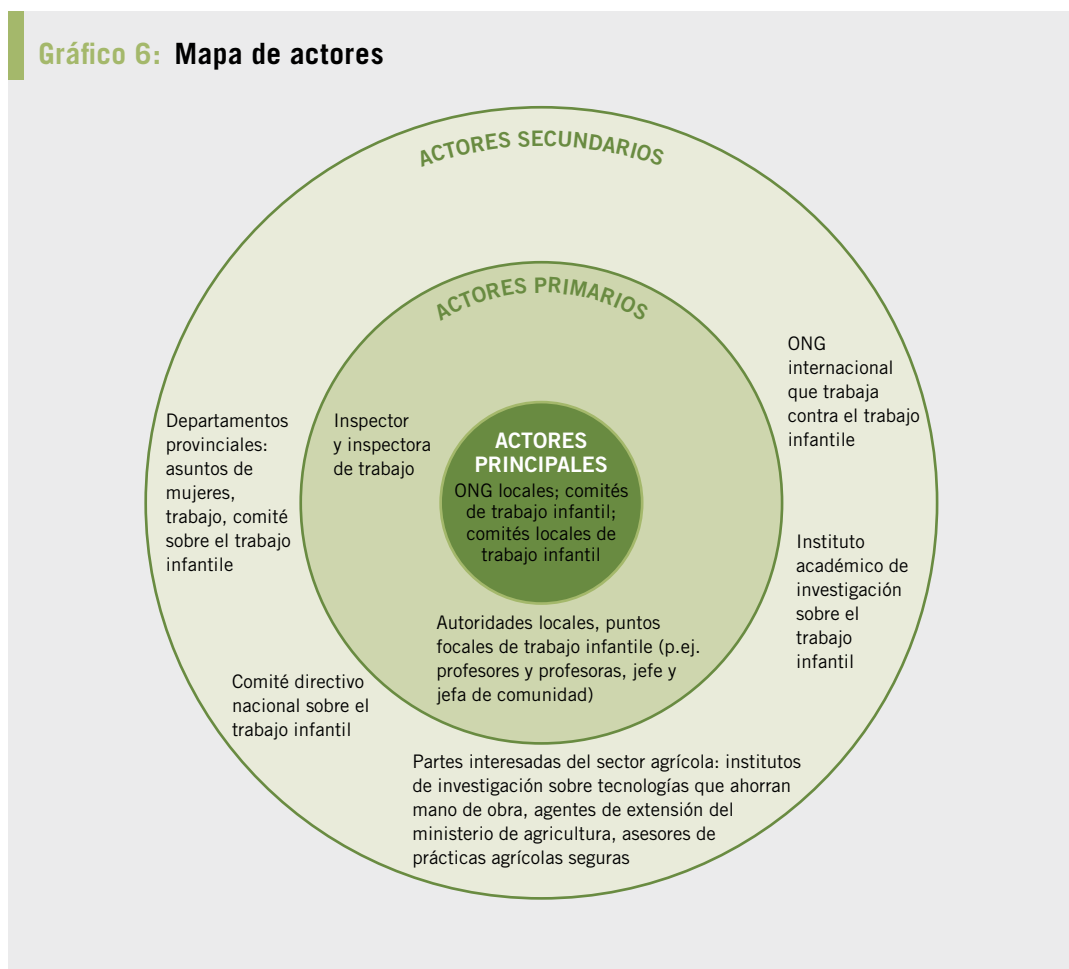 Gráfico 6: Mapa de actores
ACTORES SECUNDARIOS
ACTORES PRIMARIOS
ACTORES
PRINCIPALES
ONG locales; comités
de trabajo infantil;
comités locales de
trabajo infantil
Inspector
y inspectora
de trabajo
Autoridades locales, puntos
focales de trabajo infantile (p.ej.
profesores y profesoras, jefe y
jefa de comunidad)
Departamentos
provinciales:
asuntos de
mujeres,
trabajo, comité
sobre el trabajo
infantile
ONG
internacional
que trabaja
contra el trabajo
infantile
Instituto
académico de
investigación
sobre el
trabajo
infantil
Comité directivo
nacional sobre el
trabajo infantil
Partes interesadas del sector agrícola: institutos
de investigación sobre tecnologías que ahorran
mano de obra, agentes de extensión del
ministerio de agricultura, asesores de
prácticas agrícolas seguras